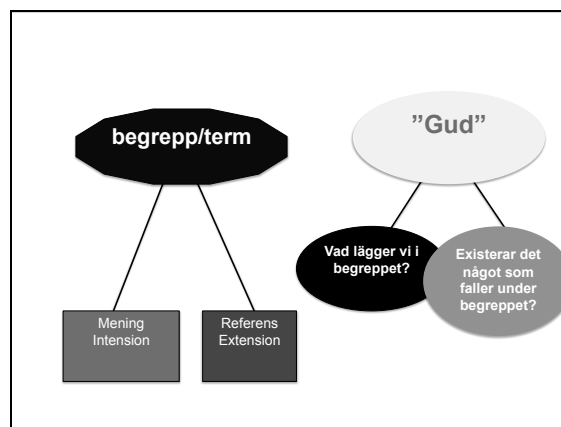 begrepp/term
Mening
Intension
Referens
Extension
”Gud”
Vad lägger vi i
begreppet?
Existerar det
något som
faller under
begreppet?